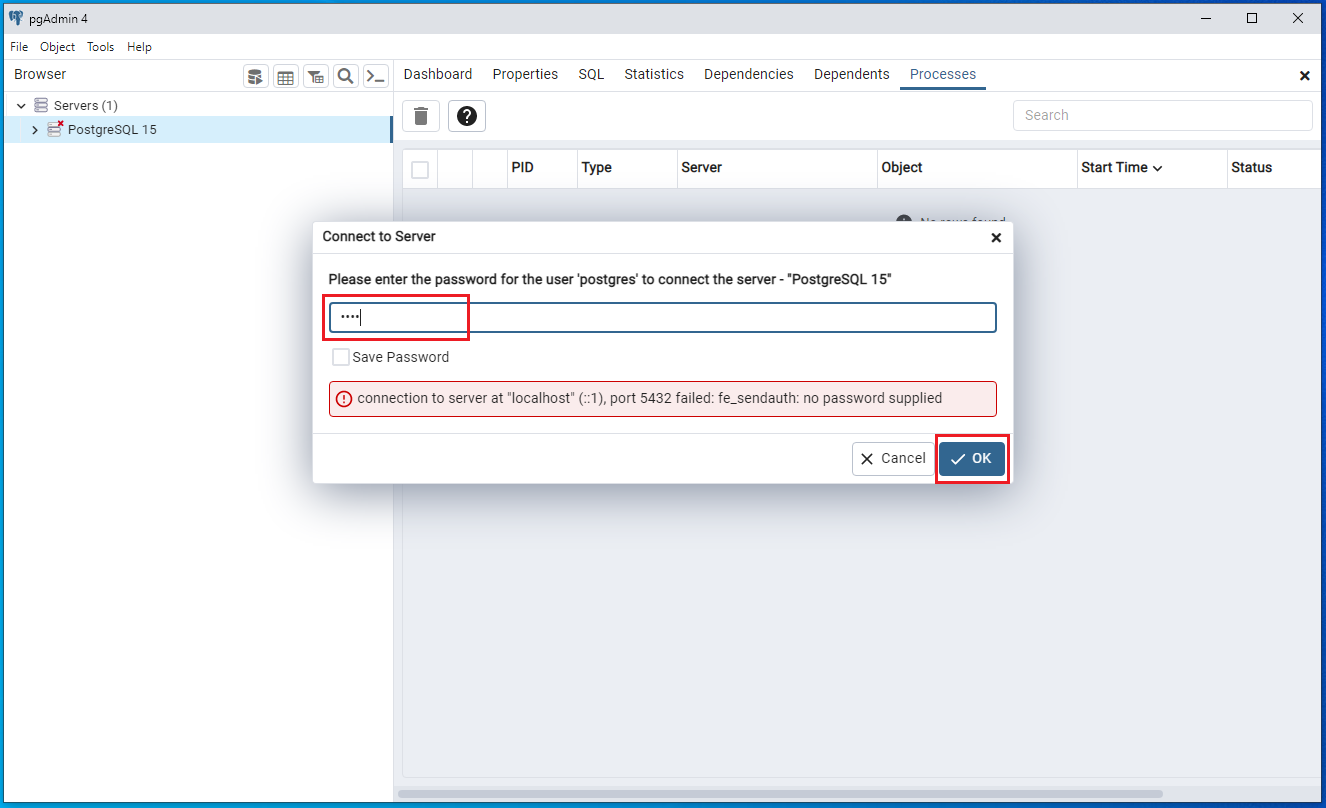 pgAdmin 4
File Object Tools Help
Browser
Dashboard Properties SQL Statistics Dependencies Dependents Processes
Servers (1)
PostgreSQL 15
Search
PID Type Server Object Start Time Status
No rows found
Connect to Server
Please enter the password for the user 'postgres' to connect the server - "PostgreSQL 15"
••••
Save Password
connection to server at "localhost" (::1), port 5432 failed: fe_sendauth: no password supplied
Cancel OK